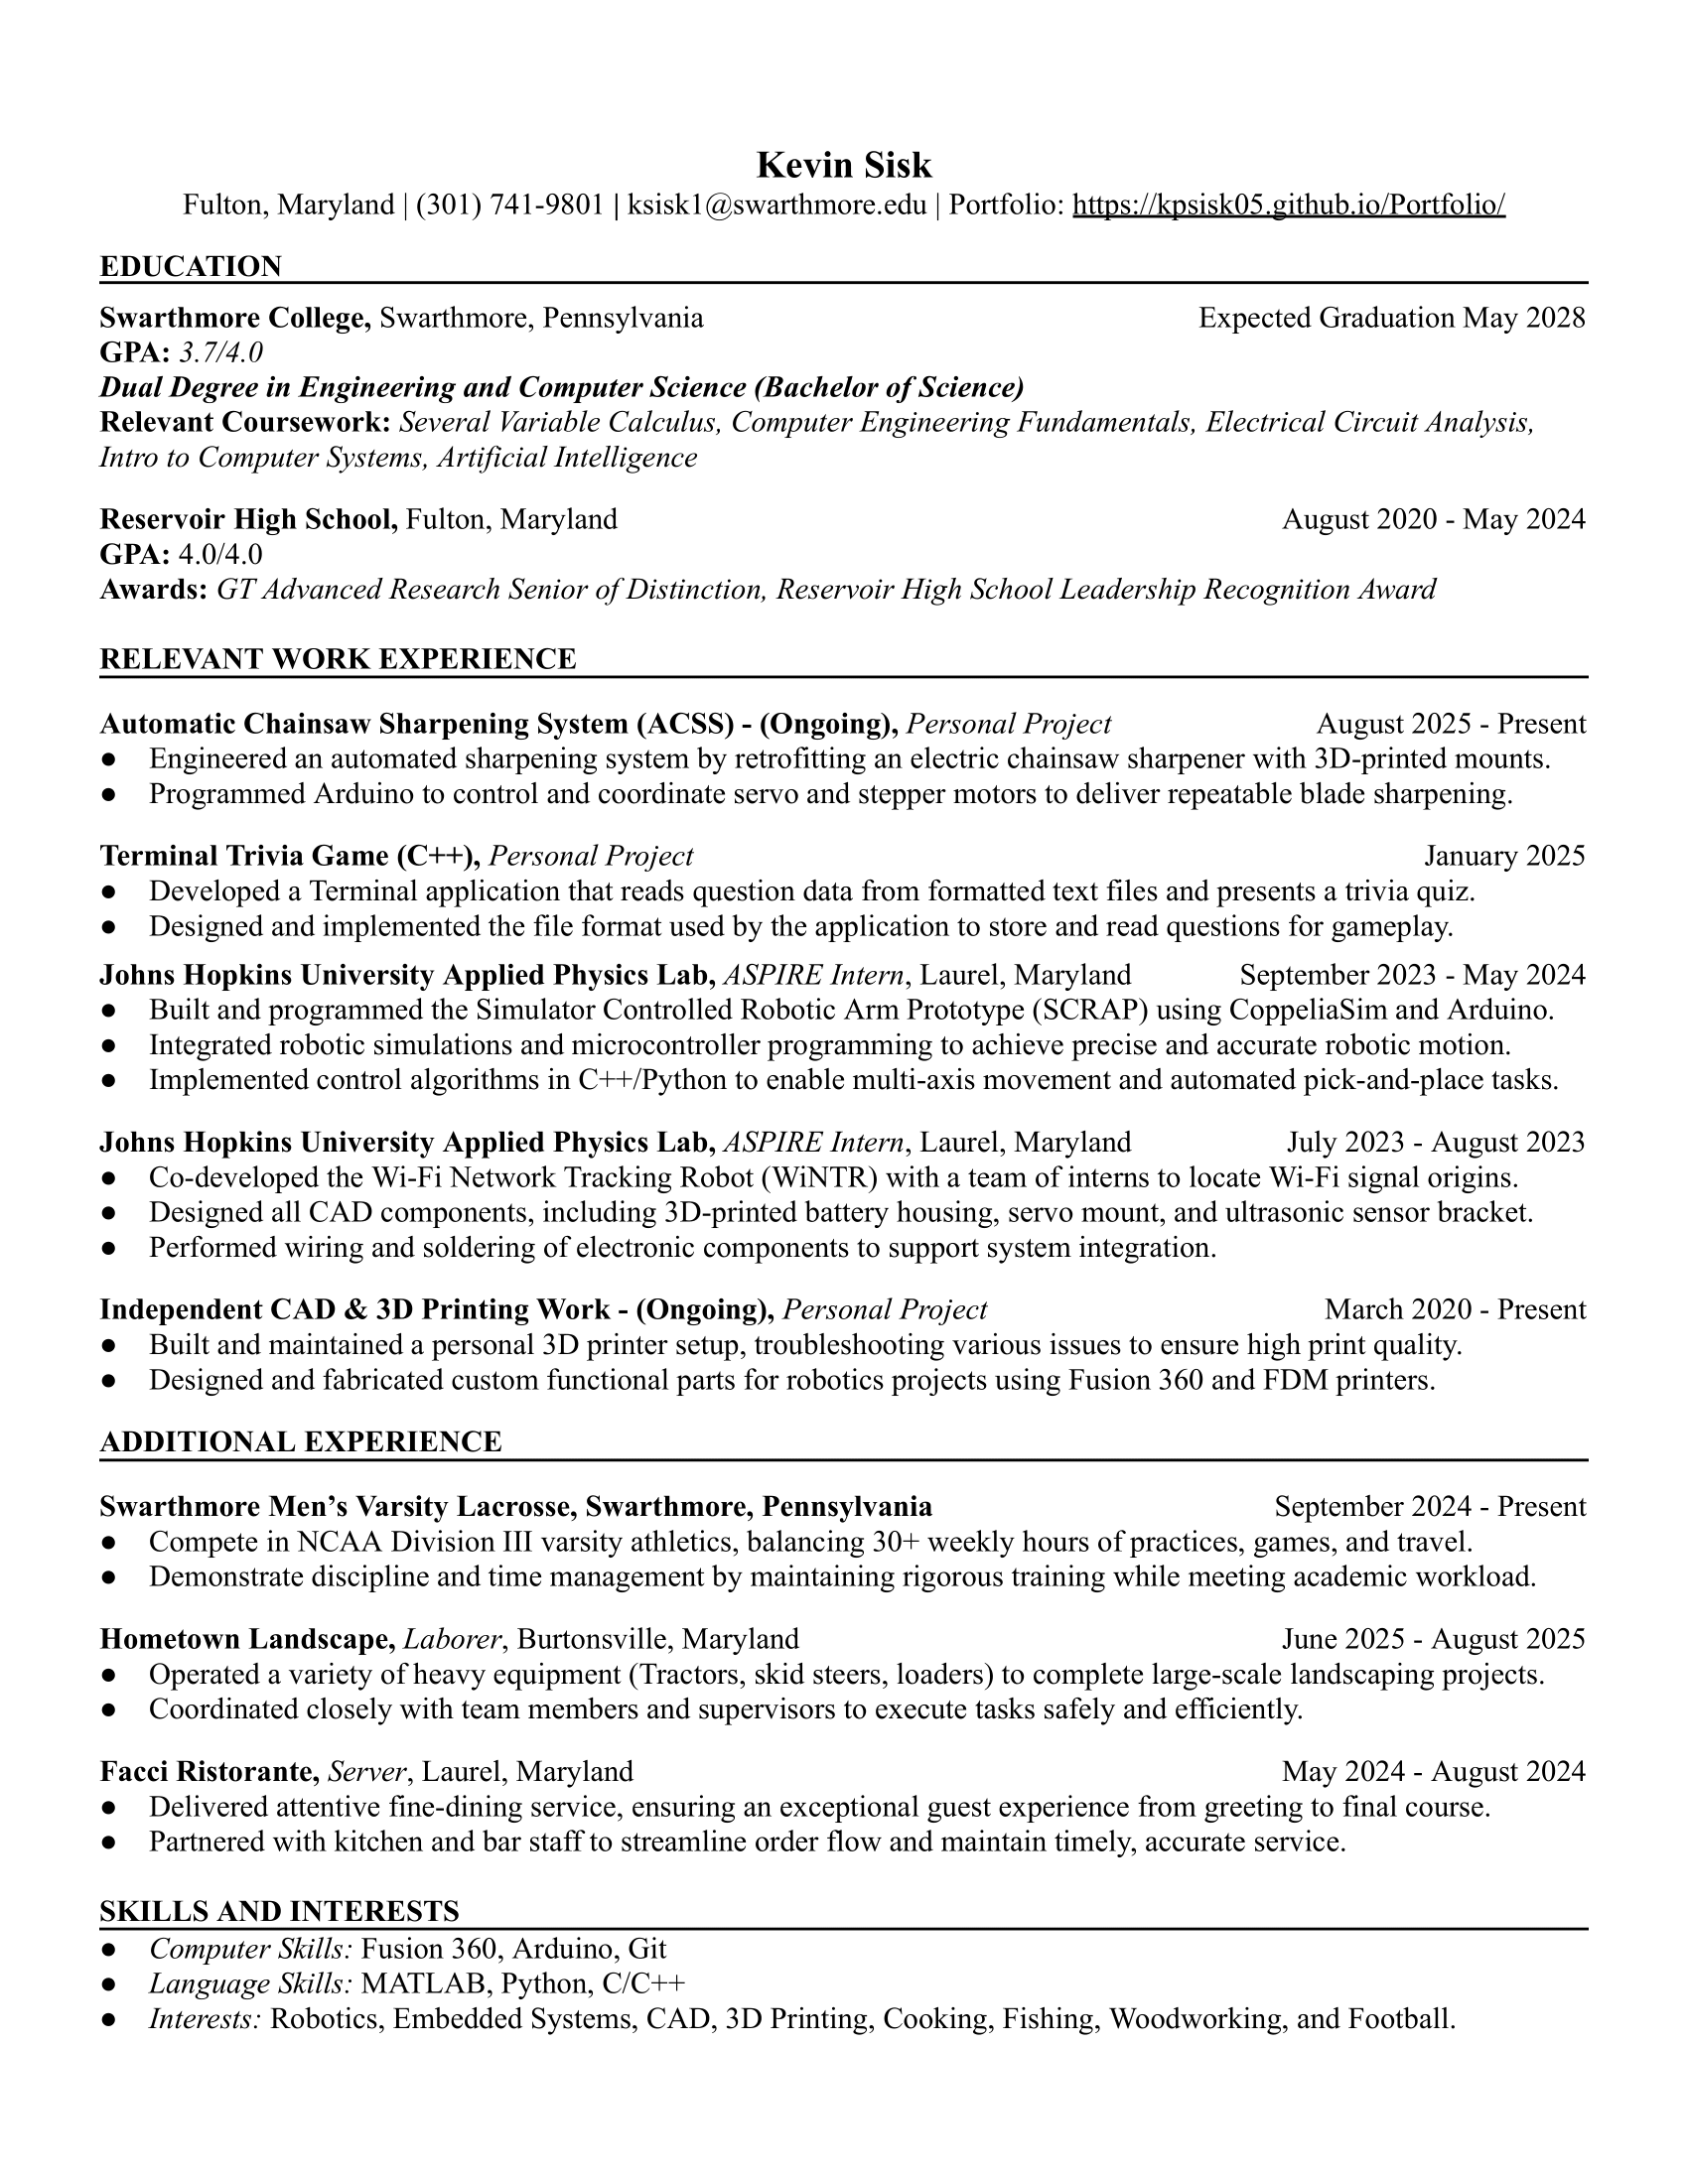 Kevin Sisk
Fulton, Maryland | (301) 741-9801 | ksisk1@swarthmore.edu | Portfolio: https://kpsisk05.github.io/Portfolio/
EDUCATION
Swarthmore College, Swarthmore, Pennsylvania Expected Graduation May 2028
GPA: 3.7/4.0
Dual Degree in Engineering and Computer Science (Bachelor of Science)
Relevant Coursework: Several Variable Calculus, Computer Engineering Fundamentals, Electrical Circuit Analysis,
Intro to Computer Systems, Artificial Intelligence
Reservoir High School, Fulton, Maryland August 2020 - May 2024
GPA: 4.0/4.0
Awards: GT Advanced Research Senior of Distinction, Reservoir High School Leadership Recognition Award
RELEVANT WORK EXPERIENCE
Automatic Chainsaw Sharpening System (ACSS) - (Ongoing), Personal Project August 2025 - Present
● Engineered an automated sharpening system by retrofitting an electric chainsaw sharpener with 3D-printed mounts.
● Programmed Arduino to control and coordinate servo and stepper motors to deliver repeatable blade sharpening.
Terminal Trivia Game (C++), Personal Project January 2025
● Developed a Terminal application that reads question data from formatted text files and presents a trivia quiz.
● Designed and implemented the file format used by the application to store and read questions for gameplay.
Johns Hopkins University Applied Physics Lab, ASPIRE Intern, Laurel, Maryland September 2023 - May 2024
● Built and programmed the Simulator Controlled Robotic Arm Prototype (SCRAP) using CoppeliaSim and Arduino.
● Integrated robotic simulations and microcontroller programming to achieve precise and accurate robotic motion.
● Implemented control algorithms in C++/Python to enable multi-axis movement and automated pick-and-place tasks.
Johns Hopkins University Applied Physics Lab, ASPIRE Intern, Laurel, Maryland July 2023 - August 2023
● Co-developed the Wi-Fi Network Tracking Robot (WiNTR) with a team of interns to locate Wi-Fi signal origins.
● Designed all CAD components, including 3D-printed battery housing, servo mount, and ultrasonic sensor bracket.
● Performed wiring and soldering of electronic components to support system integration.
Independent CAD & 3D Printing Work - (Ongoing), Personal Project March 2020 - Present
● Built and maintained a personal 3D printer setup, troubleshooting various issues to ensure high print quality.
● Designed and fabricated custom functional parts for robotics projects using Fusion 360 and FDM printers.
ADDITIONAL EXPERIENCE
Swarthmore Men’s Varsity Lacrosse, Swarthmore, Pennsylvania September 2024 - Present
● Compete in NCAA Division III varsity athletics, balancing 30+ weekly hours of practices, games, and travel.
● Demonstrate discipline and time management by maintaining rigorous training while meeting academic workload.
Hometown Landscape, Laborer, Burtonsville, Maryland June 2025 - August 2025
● Operated a variety of heavy equipment (Tractors, skid steers, loaders) to complete large-scale landscaping projects.
● Coordinated closely with team members and supervisors to execute tasks safely and efficiently.
Facci Ristorante, Server, Laurel, Maryland May 2024 - August 2024
● Delivered attentive fine-dining service, ensuring an exceptional guest experience from greeting to final course.
● Partnered with kitchen and bar staff to streamline order flow and maintain timely, accurate service.
SKILLS AND INTERESTS
● Computer Skills: Fusion 360, Arduino, Git
● Language Skills: MATLAB, Python, C/C++
● Interests: Robotics, Embedded Systems, CAD, 3D Printing, Cooking, Fishing, Woodworking, and Football.